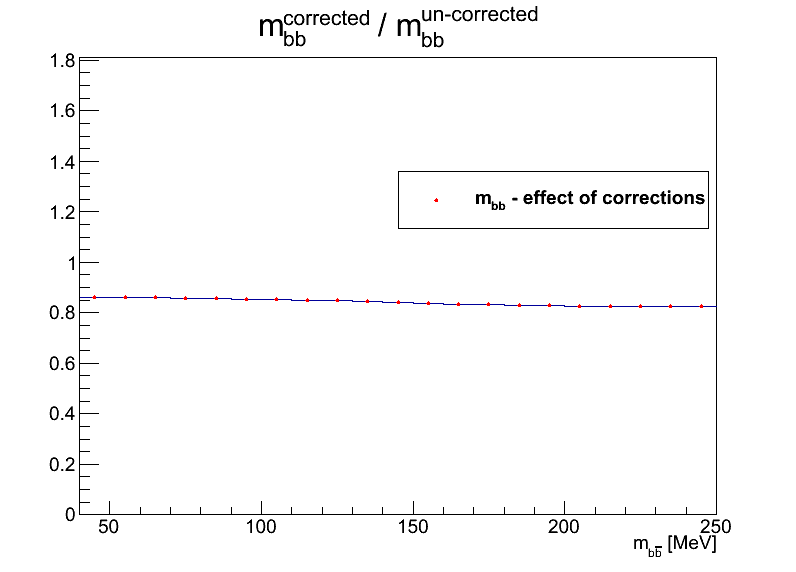 m_bb^corrected / m_bb^un-corrected
1.8
1.6
1.4
m_bb - effect of corrections
1.2
1
0.8
0.6
0.4
0.2
0
50 100 150 200 250
m_bb̅ [MeV]